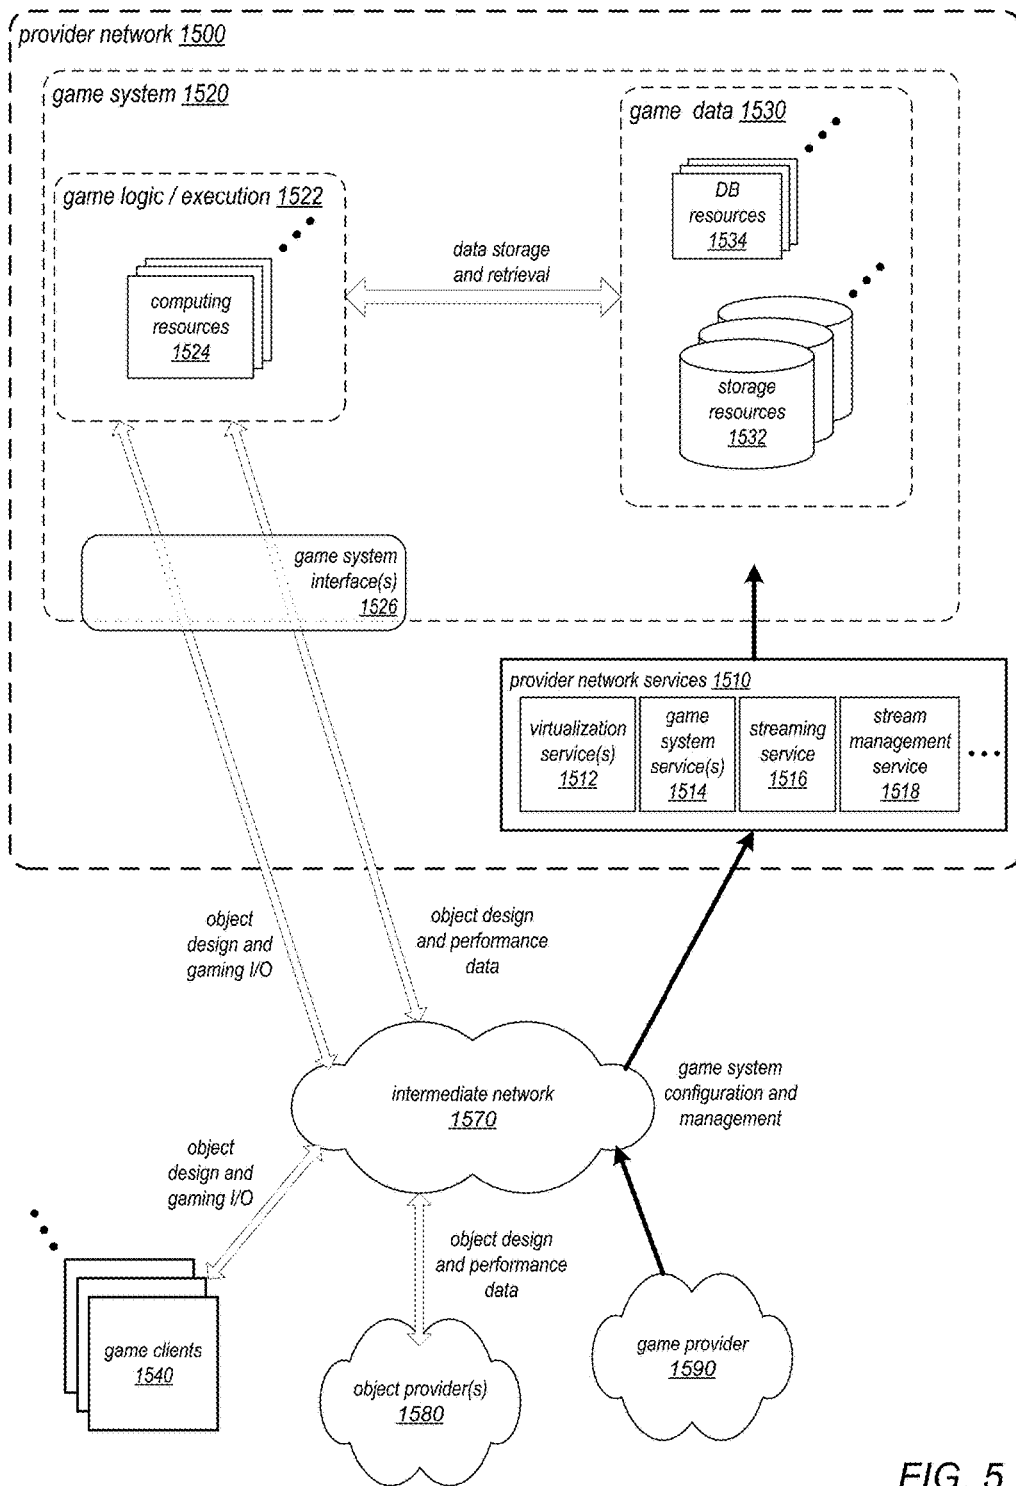 provider network 1500
game system 1520
game data 1530
DB
resources
1534
game logic / execution 1522
data storage
and retrieval
computing
resources
1524
storage
resources
1532
game system
interface(s)
1526
provider network services 1510
virtualization
service(s)
1512
game
system
service(s)
1514
streaming
service
1516
stream
management
service
1518
object
design and
gaming I/O
object design
and performance
data
intermediate network
1570
game system
configuration and
management
object
design and
gaming I/O
object design
and performance
data
game clients
1540
object provider(s)
1580
game provider
1590
FIG. 5